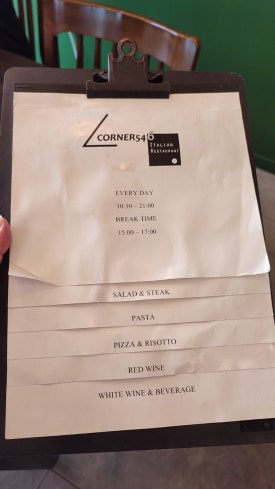 CORNER546
ITALIAN
RESTAURANT
EVERY DAY
10:30 - 21:00
BREAK TIME
15:00 - 17:00
SALAD & STEAK
PASTA
PIZZA & RISOTTO
RED WINE
WHITE WINE & BEVERAGE